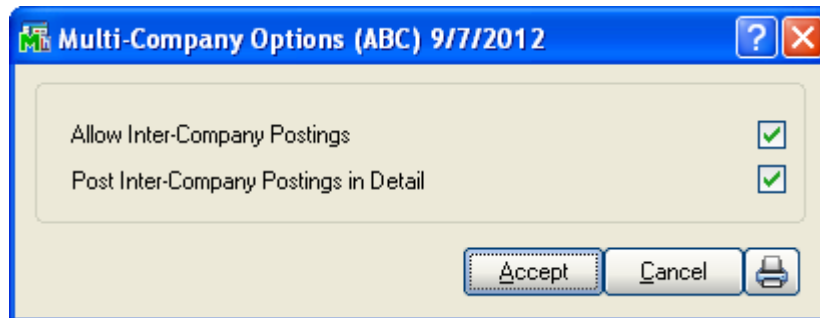 Multi-Company Options (ABC) 9/7/2012
?
Allow Inter-Company Postings
Post Inter-Company Postings in Detail
Accept Cancel